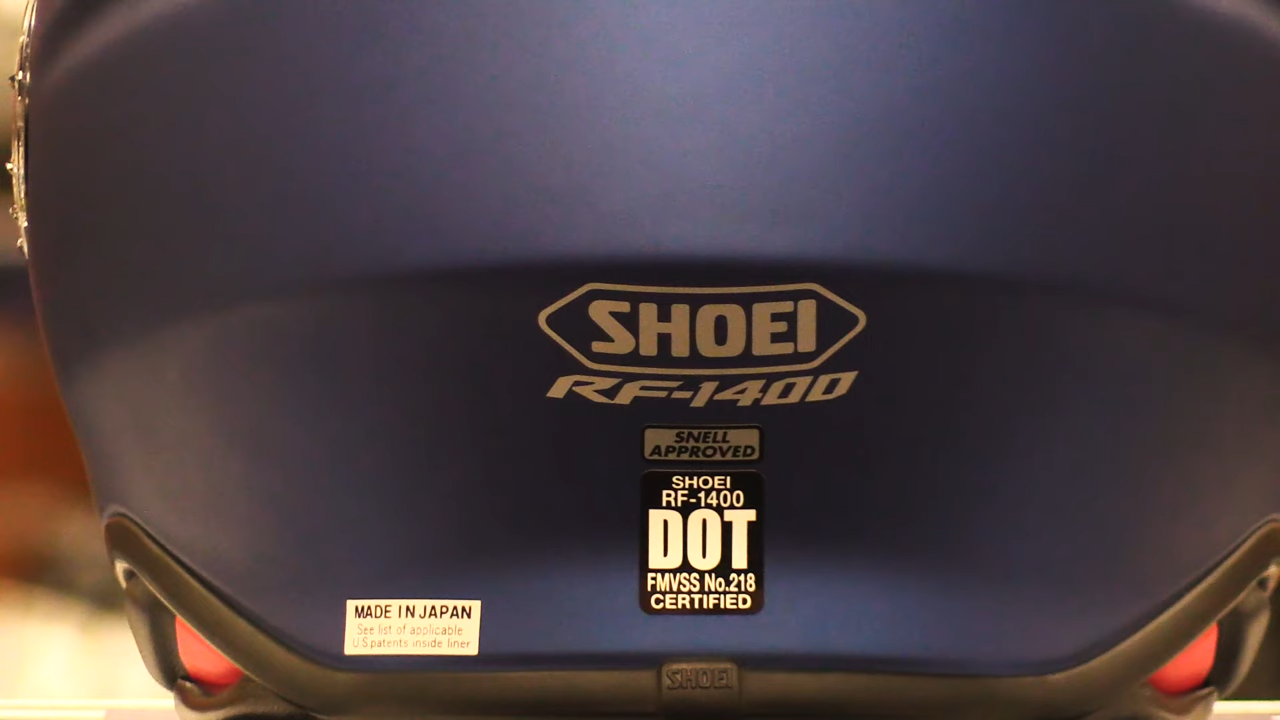 SHOEI
RF-1400
SNELL
APPROVED
SHOEI
RF-1400
DOT
FMVSS No.218
CERTIFIED
MADE IN JAPAN
See list of applicable
U.S.patents inside liner
SHOEI